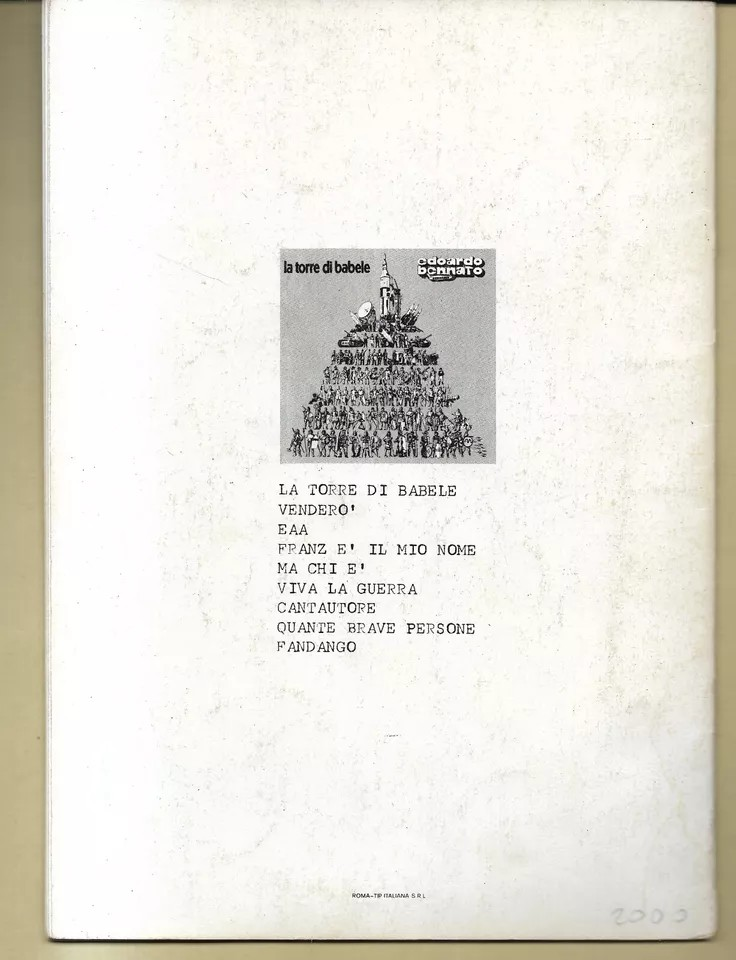 la torre di babele
edoardo
bennato
LA TORRE DI BABELE
VENDERO'
EAA
FRANZ E' IL MIO NOME
MA CHI E'
VIVA LA GUERRA
CANTAUTORE
QUANTE BRAVE PERSONE
FANDANGO
ROMA-TIP ITALIANA S.R.L
2000